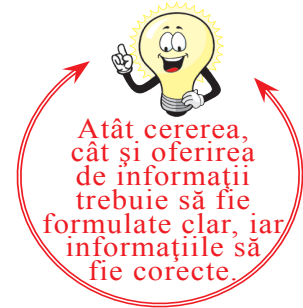 Atât cererea,
cât şi oferirea
de informaţii
trebuie să fie
formulate clar, iar
informaţiile să
fie corecte.